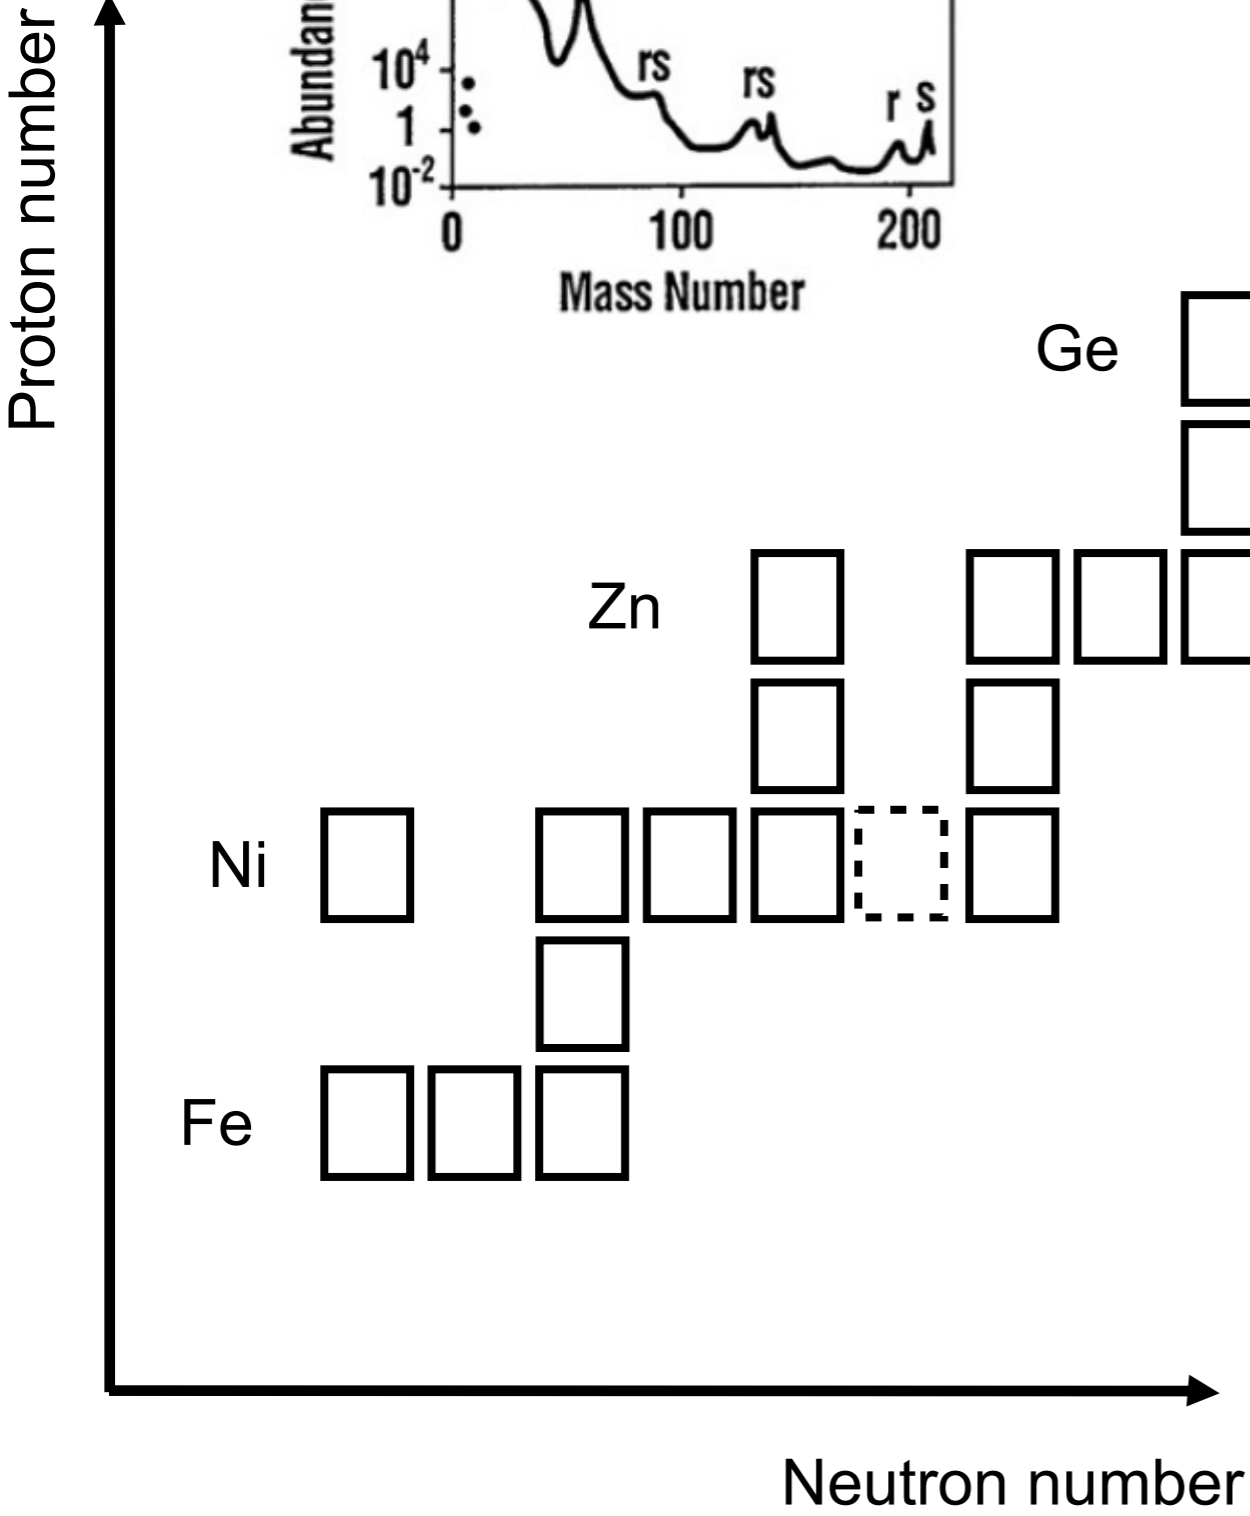 Proton number
Abundan
10⁴
1
10⁻²
rs
rs
r s
0 100 200
Mass Number
Ge
Zn
Ni
Fe
Neutron number